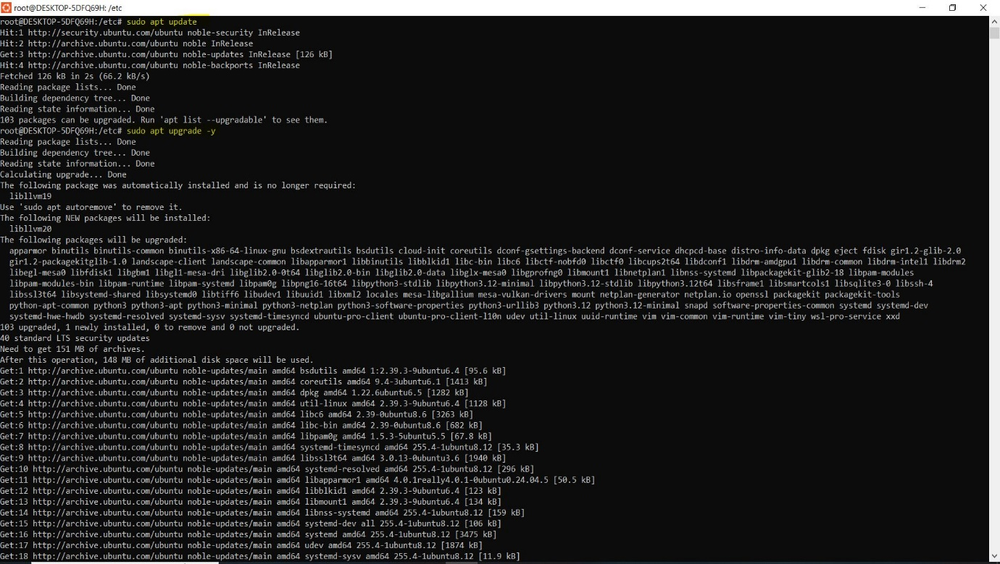 root@DESKTOP-5DFQ69H: /etc
root@DESKTOP-5DFQ69H:/etc# sudo apt update
Hit:1 http://security.ubuntu.com/ubuntu noble-security InRelease
Hit:2 http://archive.ubuntu.com/ubuntu noble InRelease
Get:3 http://archive.ubuntu.com/ubuntu noble-updates InRelease [126 kB]
Hit:4 http://archive.ubuntu.com/ubuntu noble-backports InRelease
Fetched 126 kB in 2s (66.2 kB/s)
Reading package lists... Done
Building dependency tree... Done
Reading state information... Done
103 packages can be upgraded. Run 'apt list --upgradable' to see them.
root@DESKTOP-5DFQ69H:/etc# sudo apt upgrade -y
Reading package lists... Done
Building dependency tree... Done
Reading state information... Done
Calculating upgrade... Done
The following package was automatically installed and is no longer required:
libllvm19
Use 'sudo apt autoremove' to remove it.
The following NEW packages will be installed:
libllvm20
The following packages will be upgraded:
apparmor binutils binutils-common binutils-x86-64-linux-gnu bsdextrautils bsdutils cloud-init coreutils dconf-gsettings-backend dconf-service dhcpcd-base distro-info-data dpkg eject fdisk gir1.2-glib-2.0
gir1.2-packagekitglib-1.0 landscape-client landscape-common libapparmor1 libbinutils libblkid1 libc-bin libc6 libctf-nobfd0 libctf0 libcups2t64 libdconf1 libdrm-amdgpu1 libdrm-common libdrm-intel1 libdrm2
libegl-mesa0 libfdisk1 libgbm1 libgl1-mesa-dri libglib2.0-0t64 libglib2.0-bin libglib2.0-data libglx-mesa0 libgprofng0 libmount1 libnetplan1 libnss-systemd libpackagekit-glib2-18 libpam-modules
libpam-modules-bin libpam-runtime libpam-systemd libpam0g libpng16-16t64 libpython3-stdlib libpython3.12-minimal libpython3.12-stdlib libpython3.12t64 libsframe1 libsmartcols1 libsqlite3-0 libssh-4
libssl3t64 libsystemd-shared libsystemd0 libtiff6 libudev1 libuuid1 libxml2 locales mesa-libgallium mesa-vulkan-drivers mount netplan-generator netplan.io openssl packagekit packagekit-tools
python-apt-common python3 python3-apt python3-minimal python3-netplan python3-software-properties python3-urllib3 python3.12 python3.12-minimal snapd software-properties-common systemd systemd-dev
systemd-hwe-hwdb systemd-resolved systemd-sysv systemd-timesyncd ubuntu-pro-client ubuntu-pro-client-l10n udev util-linux uuid-runtime vim vim-common vim-runtime vim-tiny wsl-pro-service xxd
103 upgraded, 1 newly installed, 0 to remove and 0 not upgraded.
40 standard LTS security updates
Need to get 151 MB of archives.
After this operation, 148 MB of additional disk space will be used.
Get:1 http://archive.ubuntu.com/ubuntu noble-updates/main amd64 bsdutils amd64 1:2.39.3-9ubuntu6.4 [95.6 kB]
Get:2 http://archive.ubuntu.com/ubuntu noble-updates/main amd64 coreutils amd64 9.4-3ubuntu6.1 [1413 kB]
Get:3 http://archive.ubuntu.com/ubuntu noble-updates/main amd64 dpkg amd64 1.22.6ubuntu6.5 [1282 kB]
Get:4 http://archive.ubuntu.com/ubuntu noble-updates/main amd64 util-linux amd64 2.39.3-9ubuntu6.4 [1128 kB]
Get:5 http://archive.ubuntu.com/ubuntu noble-updates/main amd64 libc6 amd64 2.39-0ubuntu8.6 [3263 kB]
Get:6 http://archive.ubuntu.com/ubuntu noble-updates/main amd64 libc-bin amd64 2.39-0ubuntu8.6 [682 kB]
Get:7 http://archive.ubuntu.com/ubuntu noble-updates/main amd64 libpam0g amd64 1.5.3-5ubuntu5.5 [67.8 kB]
Get:8 http://archive.ubuntu.com/ubuntu noble-updates/main amd64 systemd-timesyncd amd64 255.4-1ubuntu8.12 [35.3 kB]
Get:9 http://archive.ubuntu.com/ubuntu noble-updates/main amd64 libssl3t64 amd64 3.0.13-0ubuntu3.6 [1940 kB]
Get:10 http://archive.ubuntu.com/ubuntu noble-updates/main amd64 systemd-resolved amd64 255.4-1ubuntu8.12 [296 kB]
Get:11 http://archive.ubuntu.com/ubuntu noble-updates/main amd64 libapparmor1 amd64 4.0.1really4.0.1-0ubuntu0.24.04.5 [50.5 kB]
Get:12 http://archive.ubuntu.com/ubuntu noble-updates/main amd64 libblkid1 amd64 2.39.3-9ubuntu6.4 [123 kB]
Get:13 http://archive.ubuntu.com/ubuntu noble-updates/main amd64 libmount1 amd64 2.39.3-9ubuntu6.4 [134 kB]
Get:14 http://archive.ubuntu.com/ubuntu noble-updates/main amd64 libnss-systemd amd64 255.4-1ubuntu8.12 [159 kB]
Get:15 http://archive.ubuntu.com/ubuntu noble-updates/main amd64 systemd-dev all 255.4-1ubuntu8.12 [106 kB]
Get:16 http://archive.ubuntu.com/ubuntu noble-updates/main amd64 systemd amd64 255.4-1ubuntu8.12 [3475 kB]
Get:17 http://archive.ubuntu.com/ubuntu noble-updates/main amd64 udev amd64 255.4-1ubuntu8.12 [1874 kB]
Get:18 http://archive.ubuntu.com/ubuntu noble-updates/main amd64 systemd-sysv amd64 255.4-1ubuntu8.12 [11.9 kB]